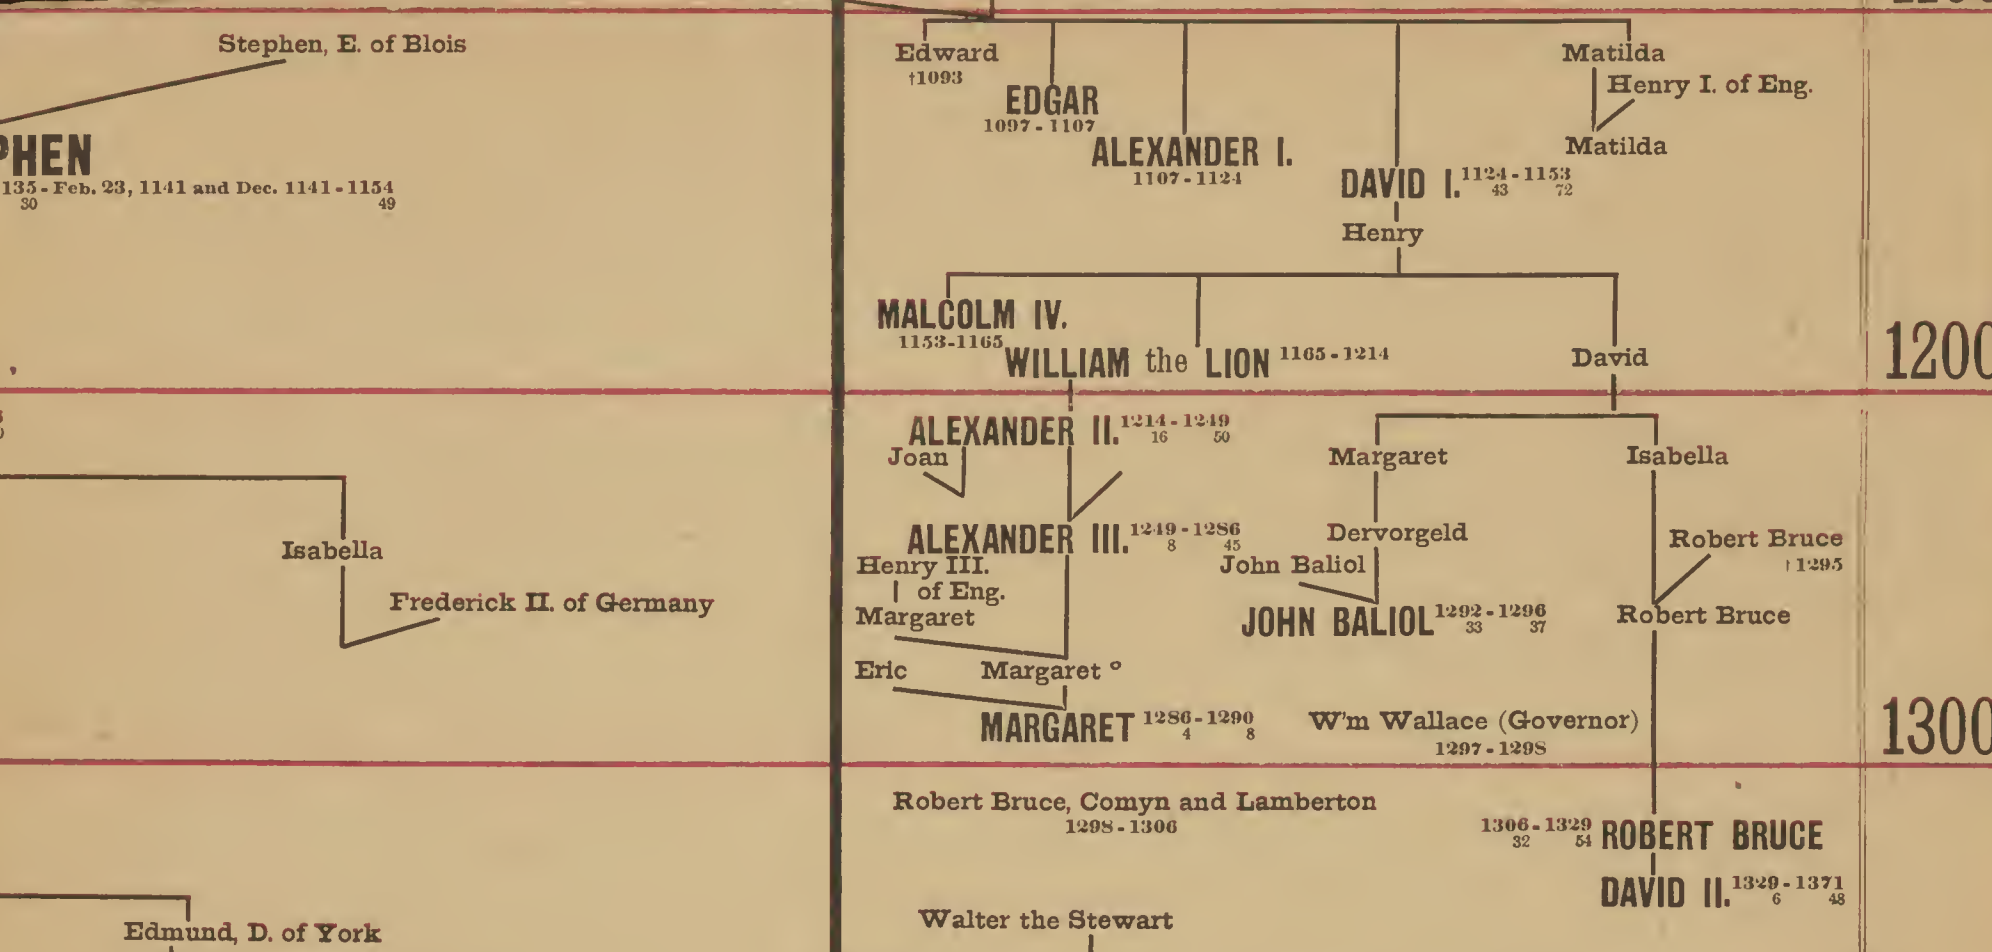 Stephen, E. of Blois
PHEN
135 - Feb. 23, 1141 and Dec. 1141 - 1154
30 49
Isabella
Frederick II. of Germany
Edmund, D. of York
Edward
†1093
EDGAR
1097 - 1107
ALEXANDER I.
1107 - 1124
DAVID I. 1124 - 1153
43 72
Matilda
Henry I. of Eng.
Matilda
Henry
MALCOLM IV.
1153-1165
WILLIAM the LION 1165 - 1214
David
1200
ALEXANDER II. 1214 - 1249
16 50
Joan
Margaret
Isabella
ALEXANDER III. 1249 - 1286
8 45
Dervorgeld
Robert Bruce
†1295
Henry III.
of Eng.
John Baliol
Margaret
JOHN BALIOL 1292 - 1296
33 37
Robert Bruce
Eric
Margaret °
MARGARET 1286 - 1290
4 8
W'm Wallace (Governor)
1297 - 1298
1300
Robert Bruce, Comyn and Lamberton
1298 - 1306
1306 - 1329 ROBERT BRUCE
32 54
DAVID II. 1329 - 1371
6 48
Walter the Stewart